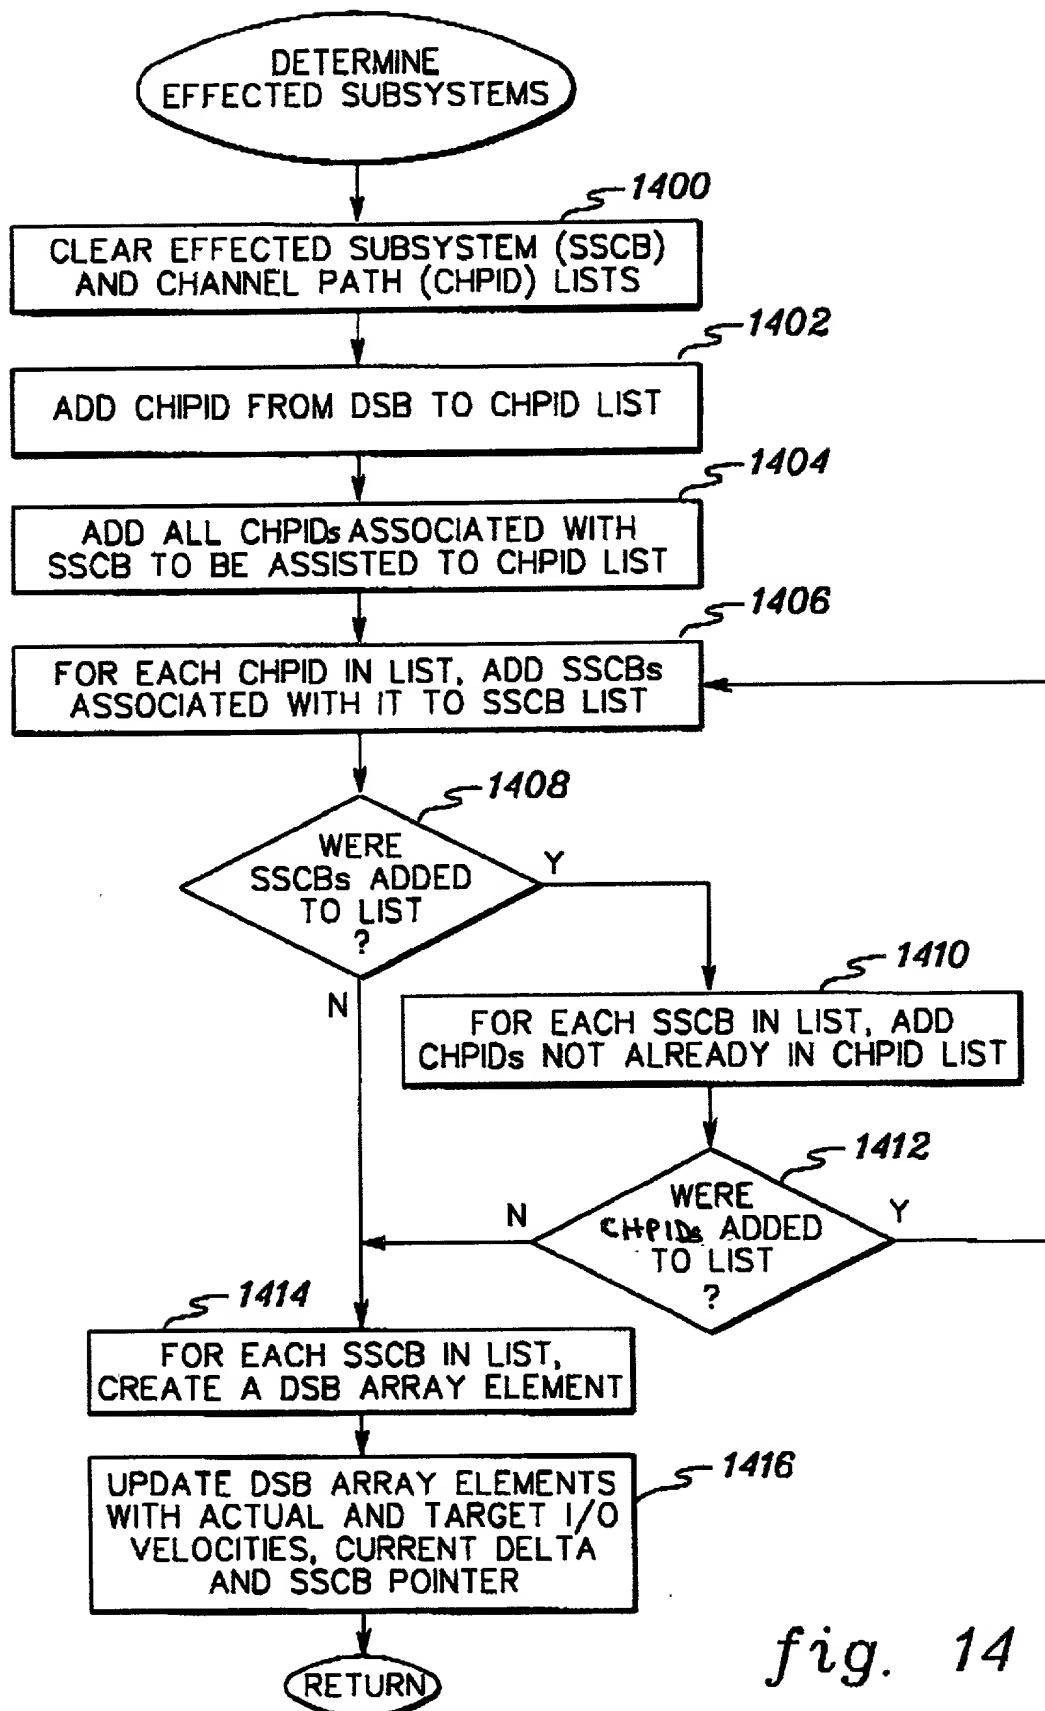 DETERMINE
EFFECTED SUBSYSTEMS
1400
CLEAR EFFECTED SUBSYSTEM (SSCB)
AND CHANNEL PATH (CHPID) LISTS
1402
ADD CHIPID FROM DSB TO CHPID LIST
1404
ADD ALL CHPIDs ASSOCIATED WITH
SSCB TO BE ASSISTED TO CHPID LIST
1406
FOR EACH CHPID IN LIST, ADD SSCBs
ASSOCIATED WITH IT TO SSCB LIST
1408
WERE
SSCBs ADDED
TO LIST
?
Y
N
1410
FOR EACH SSCB IN LIST, ADD
CHPIDs NOT ALREADY IN CHPID LIST
1412
WERE
CHPIDs ADDED
TO LIST
?
N
Y
1414
FOR EACH SSCB IN LIST,
CREATE A DSB ARRAY ELEMENT
1416
UPDATE DSB ARRAY ELEMENTS
WITH ACTUAL AND TARGET I/O
VELOCITIES, CURRENT DELTA
AND SSCB POINTER
RETURN
fig. 14